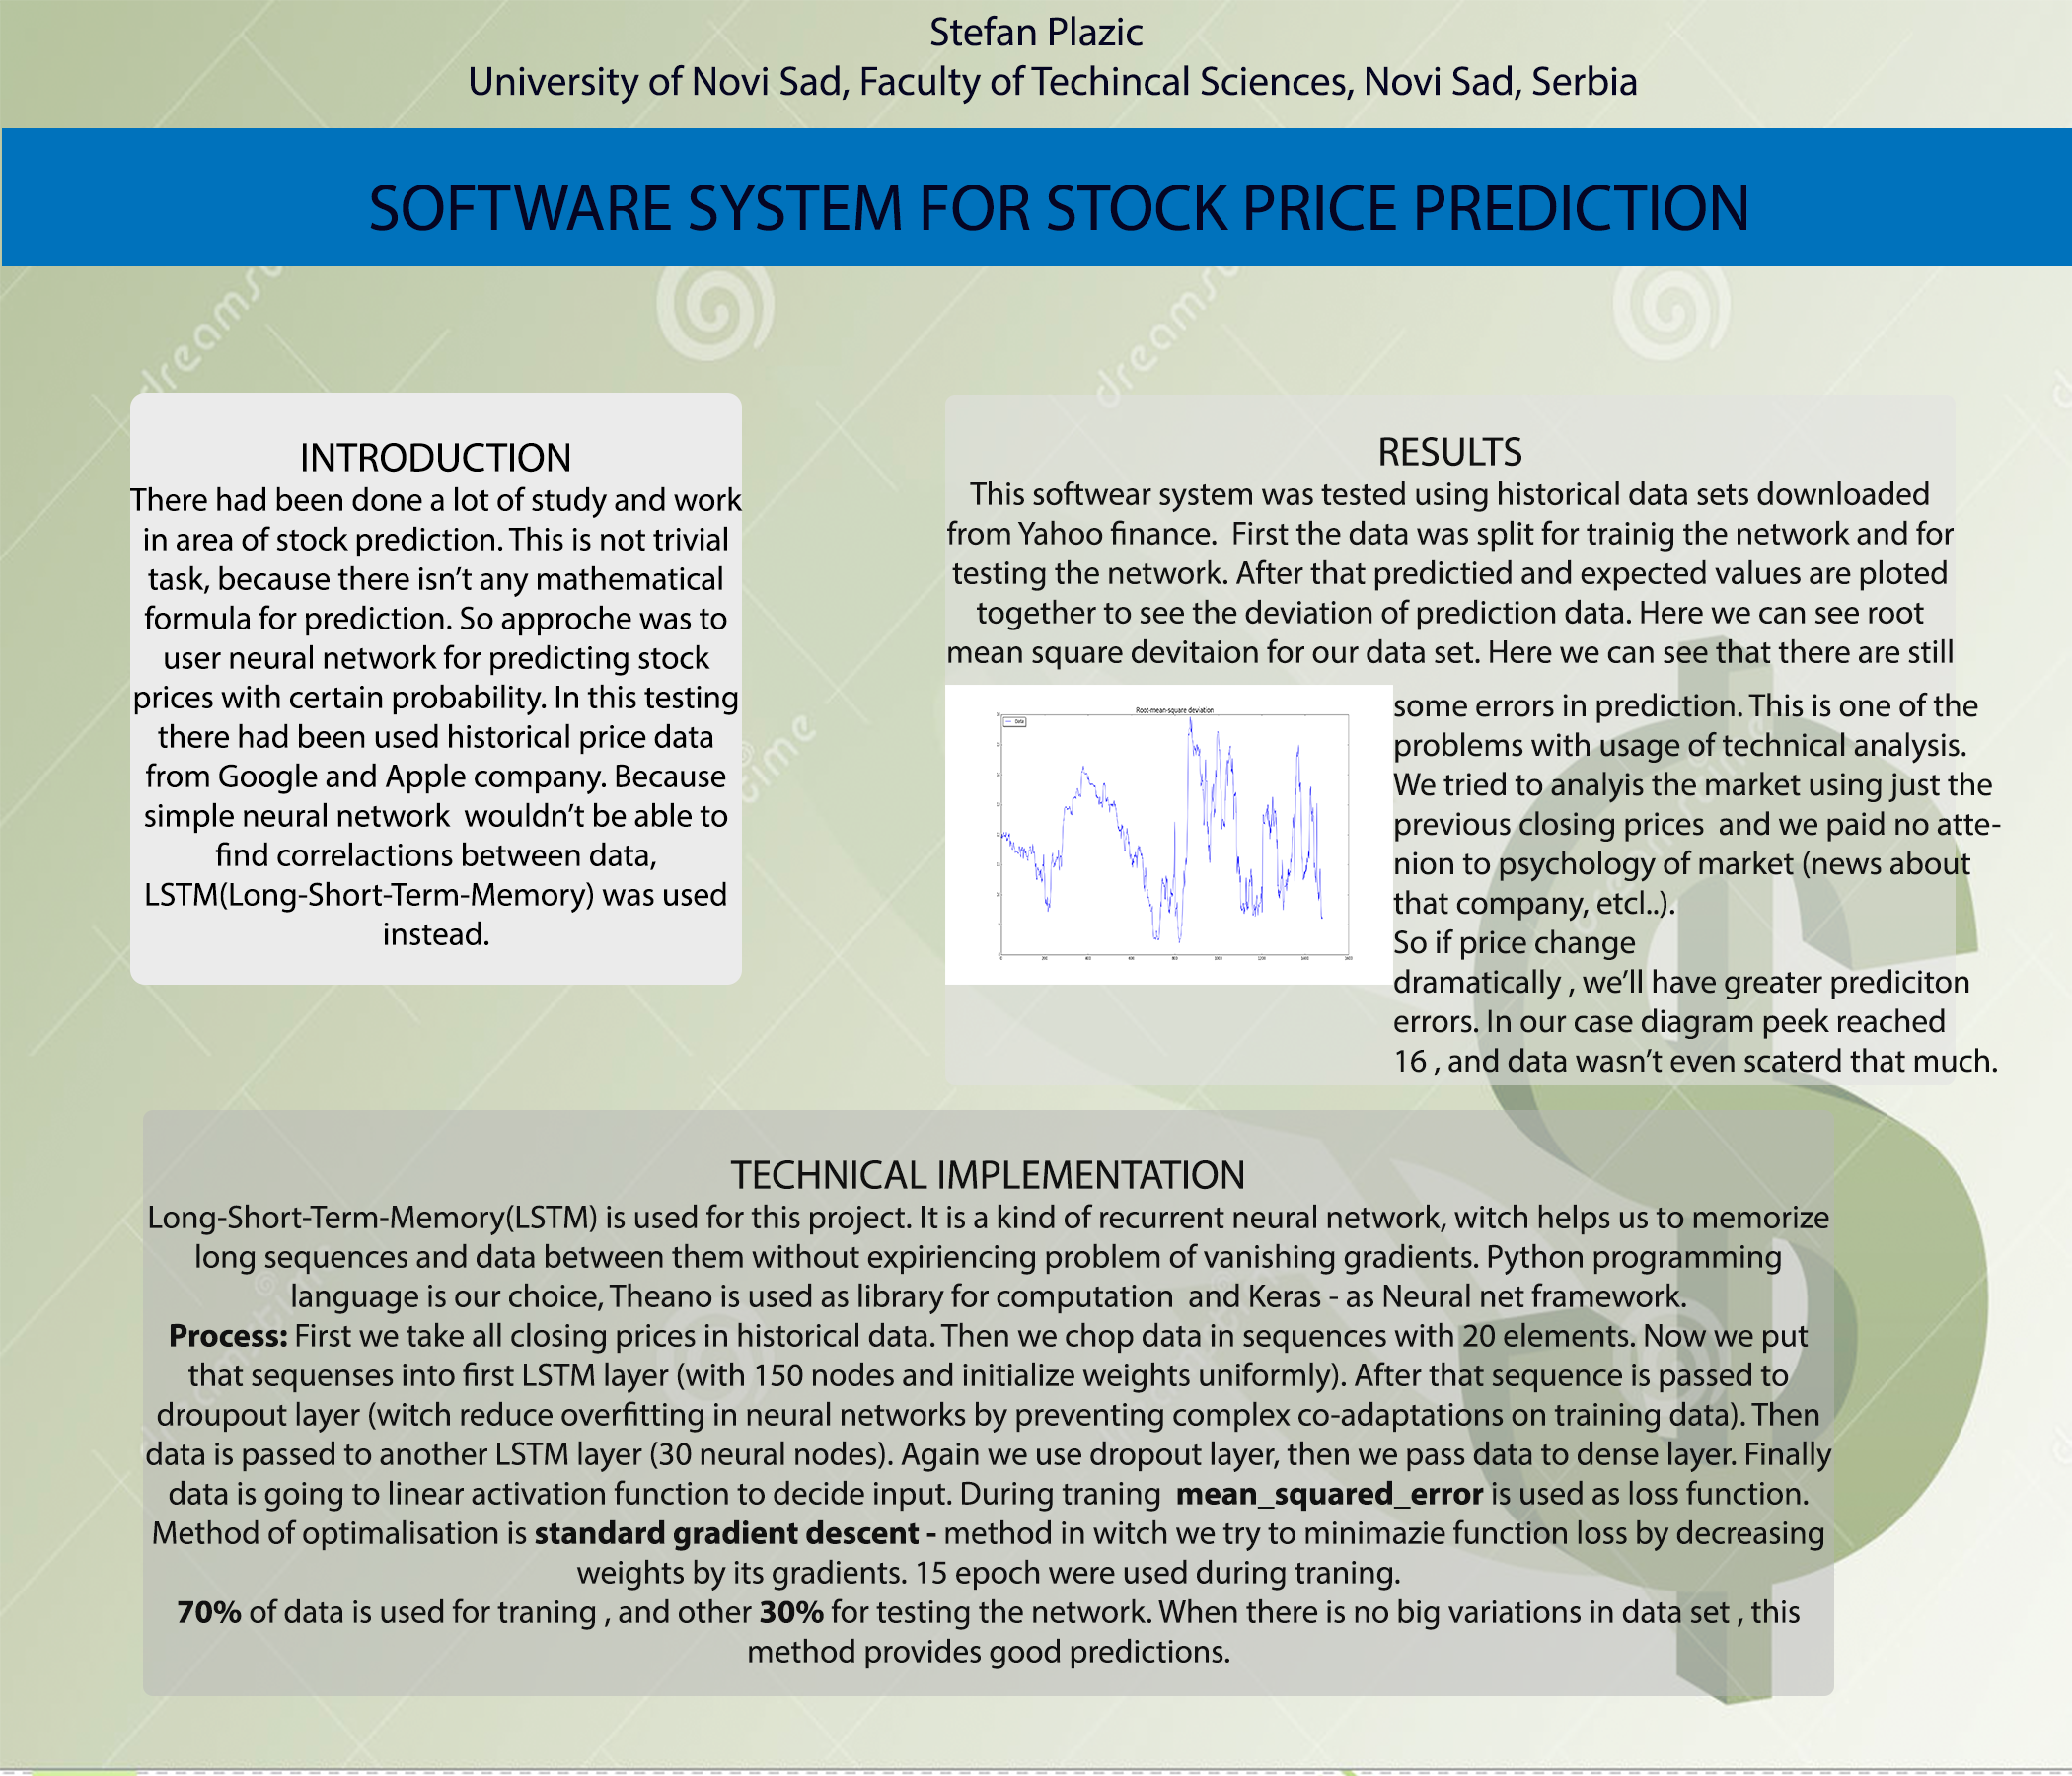 Stefan Plazic
University of Novi Sad, Faculty of Techincal Sciences, Novi Sad, Serbia
SOFTWARE SYSTEM FOR STOCK PRICE PREDICTION
INTRODUCTION
There had been done a lot of study and work
in area of stock prediction. This is not trivial
task, because there isn't any mathematical
formula for prediction. So approche was to
user neural network for predicting stock
prices with certain probability. In this testing
there had been used historical price data
from Google and Apple company. Because
simple neural network  wouldn't be able to
find correlactions between data,
LSTM(Long-Short-Term-Memory) was used
instead.
RESULTS
This softwear system was tested using historical data sets downloaded
from Yahoo finance.  First the data was split for trainig the network and for
testing the network. After that predictied and expected values are ploted
together to see the deviation of prediction data. Here we can see root
mean square devitaion for our data set. Here we can see that there are still
Root-mean-square deviation
Data
0 200 400 600 800 1000 1200 1400 1600
some errors in prediction. This is one of the
problems with usage of technical analysis.
We tried to analyis the market using just the
previous closing prices  and we paid no atte-
nion to psychology of market (news about
that company, etcl..).
So if price change
dramatically , we'll have greater prediciton
errors. In our case diagram peek reached
16 , and data wasn't even scaterd that much.
TECHNICAL IMPLEMENTATION
Long-Short-Term-Memory(LSTM) is used for this project. It is a kind of recurrent neural network, witch helps us to memorize
long sequences and data between them without expiriencing problem of vanishing gradients. Python programming
language is our choice, Theano is used as library for computation  and Keras - as Neural net framework.
Process: First we take all closing prices in historical data. Then we chop data in sequences with 20 elements. Now we put
that sequenses into first LSTM layer (with 150 nodes and initialize weights uniformly). After that sequence is passed to
droupout layer (witch reduce overfitting in neural networks by preventing complex co-adaptations on training data). Then
data is passed to another LSTM layer (30 neural nodes). Again we use dropout layer, then we pass data to dense layer. Finally
data is going to linear activation function to decide input. During traning  mean_squared_error is used as loss function.
Method of optimalisation is standard gradient descent - method in witch we try to minimazie function loss by decreasing
weights by its gradients. 15 epoch were used during traning.
70% of data is used for traning , and other 30% for testing the network. When there is no big variations in data set , this
method provides good predictions.